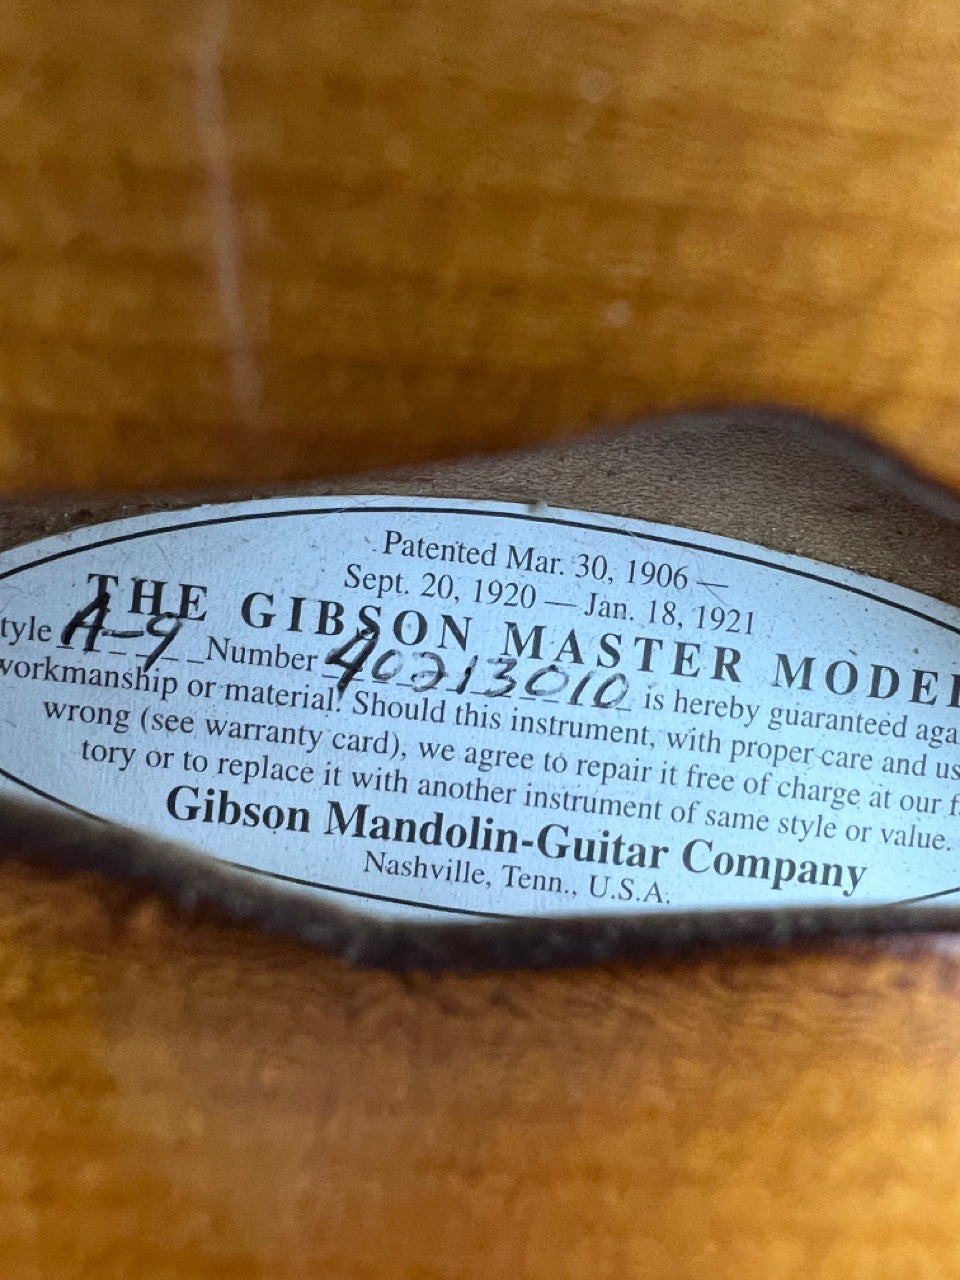 Patented Mar. 30, 1906 —
Sept. 20, 1920 — Jan. 18, 1921
THE GIBSON MASTER MODEL
tyle A-9 Number 40213010 is hereby guaranteed aga
workmanship or material. Should this instrument, with proper care and us
wrong (see warranty card), we agree to repair it free of charge at our f
tory or to replace it with another instrument of same style or value.
Gibson Mandolin-Guitar Company
Nashville, Tenn., U.S.A.